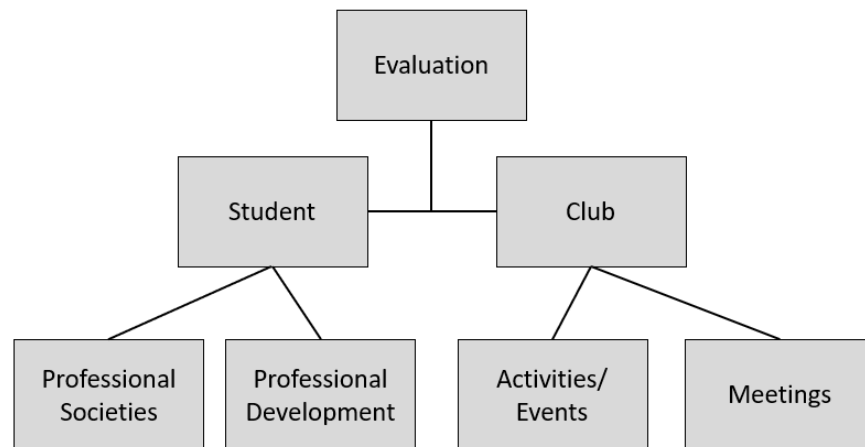 Evaluation
Student
Club
Professional
Societies
Professional
Development
Activities/
Events
Meetings